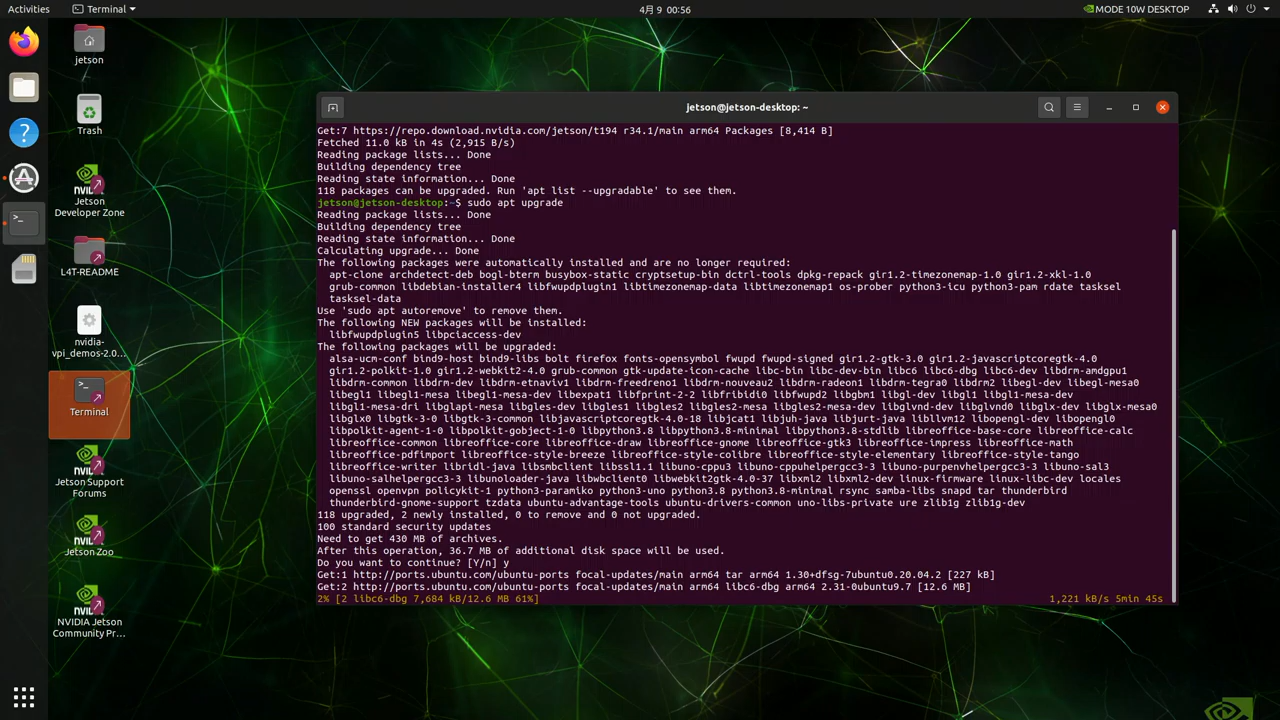 Activities
Terminal
4月 9 00:56
MODE 10W DESKTOP
jetson
Trash
Jetson
Developer Zone
L4T-README
nvidia-
vpi_demos-2.0...
Terminal
Jetson Support
Forums
Jetson Zoo
NVIDIA Jetson
Community Pr...
jetson@jetson-desktop: ~
Get:7 https://repo.download.nvidia.com/jetson/t194 r34.1/main arm64 Packages [8,414 B]
Fetched 11.0 kB in 4s (2,915 B/s)
Reading package lists... Done
Building dependency tree
Reading state information... Done
118 packages can be upgraded. Run 'apt list --upgradable' to see them.
jetson@jetson-desktop:~$ sudo apt upgrade
Reading package lists... Done
Building dependency tree
Reading state information... Done
Calculating upgrade... Done
The following packages were automatically installed and are no longer required:
apt-clone archdetect-deb bogl-bterm busybox-static cryptsetup-bin dctrl-tools dpkg-repack gir1.2-timezonemap-1.0 gir1.2-xkl-1.0
grub-common libdebian-installer4 libfwupdplugin1 libtimezonemap-data libtimezonemap1 os-prober python3-icu python3-pam rdate tasksel
tasksel-data
Use 'sudo apt autoremove' to remove them.
The following NEW packages will be installed:
libfwupdplugin5 libpciaccess-dev
The following packages will be upgraded:
alsa-ucm-conf bind9-host bind9-libs bolt firefox fonts-opensymbol fwupd fwupd-signed gir1.2-gtk-3.0 gir1.2-javascriptcoregtk-4.0
gir1.2-polkit-1.0 gir1.2-webkit2-4.0 grub-common gtk-update-icon-cache libc-bin libc-dev-bin libc6 libc6-dbg libc6-dev libdrm-amdgpu1
libdrm-common libdrm-dev libdrm-etnaviv1 libdrm-freedreno1 libdrm-nouveau2 libdrm-radeon1 libdrm-tegra0 libdrm2 libegl-dev libegl-mesa0
libegl1 libegl1-mesa libegl1-mesa-dev libexpat1 libfprint-2-2 libfribidi0 libfwupd2 libgbm1 libgl-dev libgl1 libgl1-mesa-dev
libgl1-mesa-dri libglapi-mesa libgles-dev libgles1 libgles2 libgles2-mesa libgles2-mesa-dev libglvnd-dev libglvnd0 libglx-dev libglx-mesa0
libglx0 libgtk-3-0 libgtk-3-common libjavascriptcoregtk-4.0-18 libjcat1 libjuh-java libjurt-java libllvm12 libopengl-dev libopengl0
libpolkit-agent-1-0 libpolkit-gobject-1-0 libpython3.8 libpython3.8-minimal libpython3.8-stdlib libreoffice-base-core libreoffice-calc
libreoffice-common libreoffice-core libreoffice-draw libreoffice-gnome libreoffice-gtk3 libreoffice-impress libreoffice-math
libreoffice-pdfimport libreoffice-style-breeze libreoffice-style-colibre libreoffice-style-elementary libreoffice-style-tango
libreoffice-writer libridl-java libsmbclient libssl1.1 libuno-cppu3 libuno-cppuhelpergcc3-3 libuno-purpenvhelpergcc3-3 libuno-sal3
libuno-salhelpergcc3-3 libunoloader-java libwbclient0 libwebkit2gtk-4.0-37 libxml2 libxml2-dev linux-firmware linux-libc-dev locales
openssl openvpn policykit-1 python3-paramiko python3-uno python3.8 python3.8-minimal rsync samba-libs snapd tar thunderbird
thunderbird-gnome-support tzdata ubuntu-advantage-tools ubuntu-drivers-common uno-libs-private ure zlib1g zlib1g-dev
118 upgraded, 2 newly installed, 0 to remove and 0 not upgraded.
100 standard security updates
Need to get 430 MB of archives.
After this operation, 36.7 MB of additional disk space will be used.
Do you want to continue? [Y/n] y
Get:1 http://ports.ubuntu.com/ubuntu-ports focal-updates/main arm64 tar arm64 1.30+dfsg-7ubuntu0.20.04.2 [227 kB]
Get:2 http://ports.ubuntu.com/ubuntu-ports focal-updates/main arm64 libc6-dbg arm64 2.31-0ubuntu9.7 [12.6 MB]
2% [2 libc6-dbg 7,684 kB/12.6 MB 61%] 1,221 kB/s 5min 45s